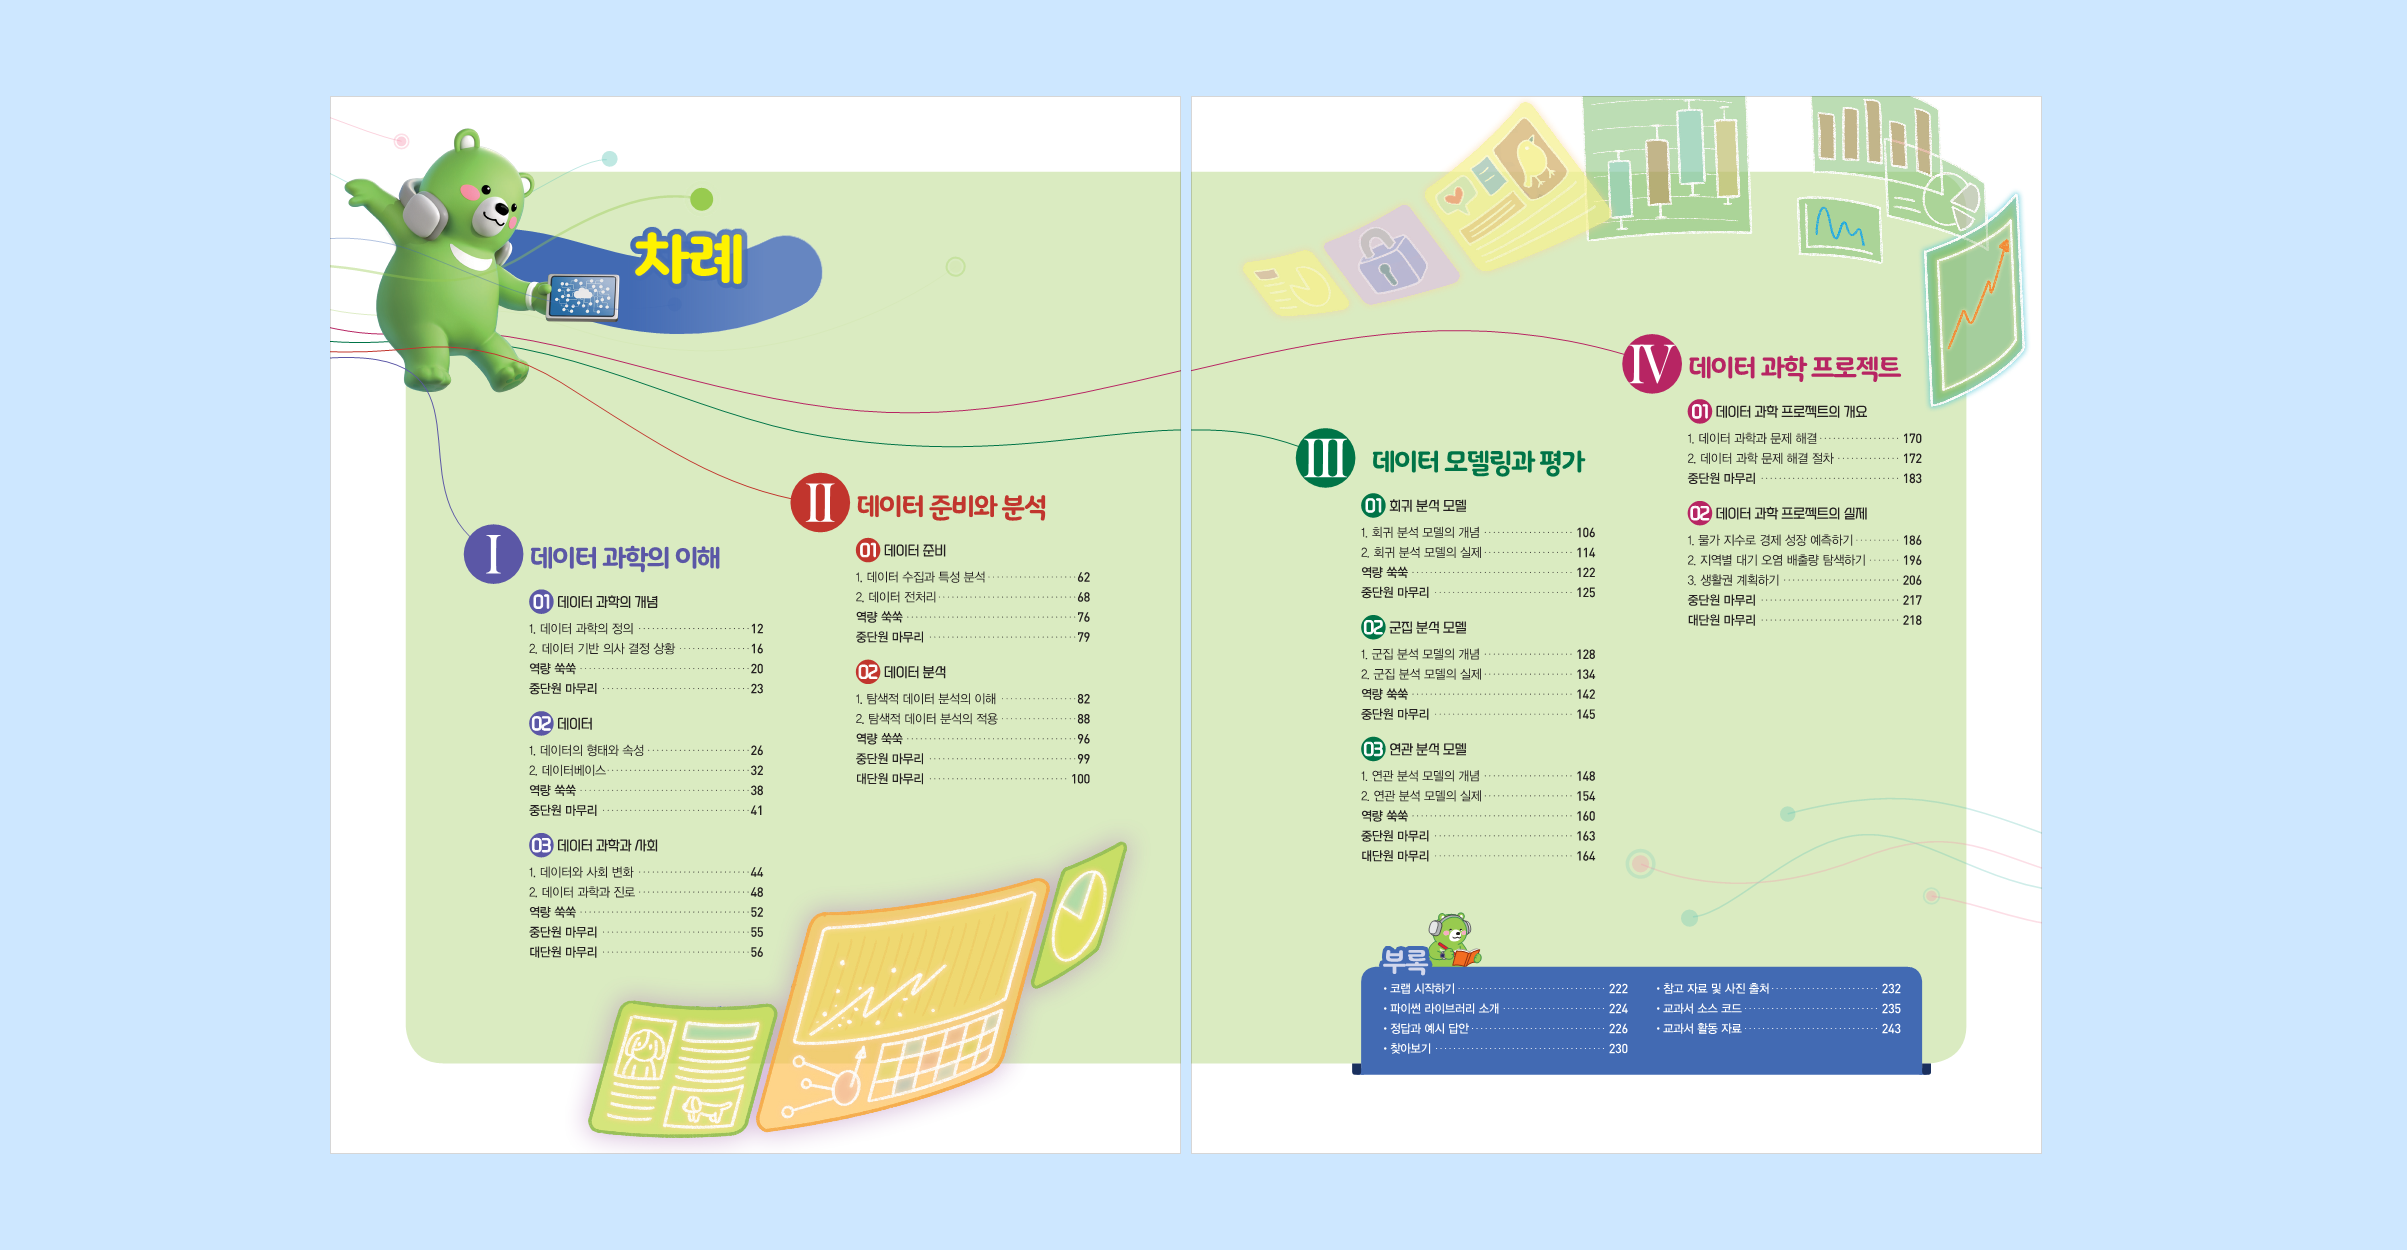 차례
I 데이터 과학의 이해
01 데이터 과학의 개념
1. 데이터 과학의 정의 12
2. 데이터 기반 의사 결정 상황 16
역량 쑥쑥 20
중단원 마무리 23
02 데이터
1. 데이터의 형태와 속성 26
2. 데이터베이스 32
역량 쑥쑥 38
중단원 마무리 41
03 데이터 과학과 사회
1. 데이터와 사회 변화 44
2. 데이터 과학과 진로 48
역량 쑥쑥 52
중단원 마무리 55
대단원 마무리 56
II 데이터 준비와 분석
01 데이터 준비
1. 데이터 수집과 특성 분석 62
2. 데이터 전처리 68
역량 쑥쑥 76
중단원 마무리 79
02 데이터 분석
1. 탐색적 데이터 분석의 이해 82
2. 탐색적 데이터 분석의 적용 88
역량 쑥쑥 96
중단원 마무리 99
대단원 마무리 100
III 데이터 모델링과 평가
01 회귀 분석 모델
1. 회귀 분석 모델의 개념 106
2. 회귀 분석 모델의 실제 114
역량 쑥쑥 122
중단원 마무리 125
02 군집 분석 모델
1. 군집 분석 모델의 개념 128
2. 군집 분석 모델의 실제 134
역량 쑥쑥 142
중단원 마무리 145
03 연관 분석 모델
1. 연관 분석 모델의 개념 148
2. 연관 분석 모델의 실제 154
역량 쑥쑥 160
중단원 마무리 163
대단원 마무리 164
IV 데이터 과학 프로젝트
01 데이터 과학 프로젝트의 개요
1. 데이터 과학과 문제 해결 170
2. 데이터 과학 문제 해결 절차 172
중단원 마무리 183
02 데이터 과학 프로젝트의 실제
1. 물가 지수로 경제 성장 예측하기 186
2. 지역별 대기 오염 배출량 탐색하기 196
3. 생활권 계획하기 206
중단원 마무리 217
대단원 마무리 218
부록
• 코랩 시작하기 222
• 파이썬 라이브러리 소개 224
• 정답과 예시 답안 226
• 찾아보기 230
• 참고 자료 및 사진 출처 232
• 교과서 소스 코드 235
• 교과서 활동 자료 243